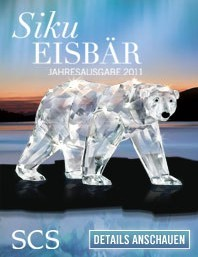 Siku
EISBÄR
JAHRESAUSGABE 2011
SCS
DETAILS ANSCHAUEN